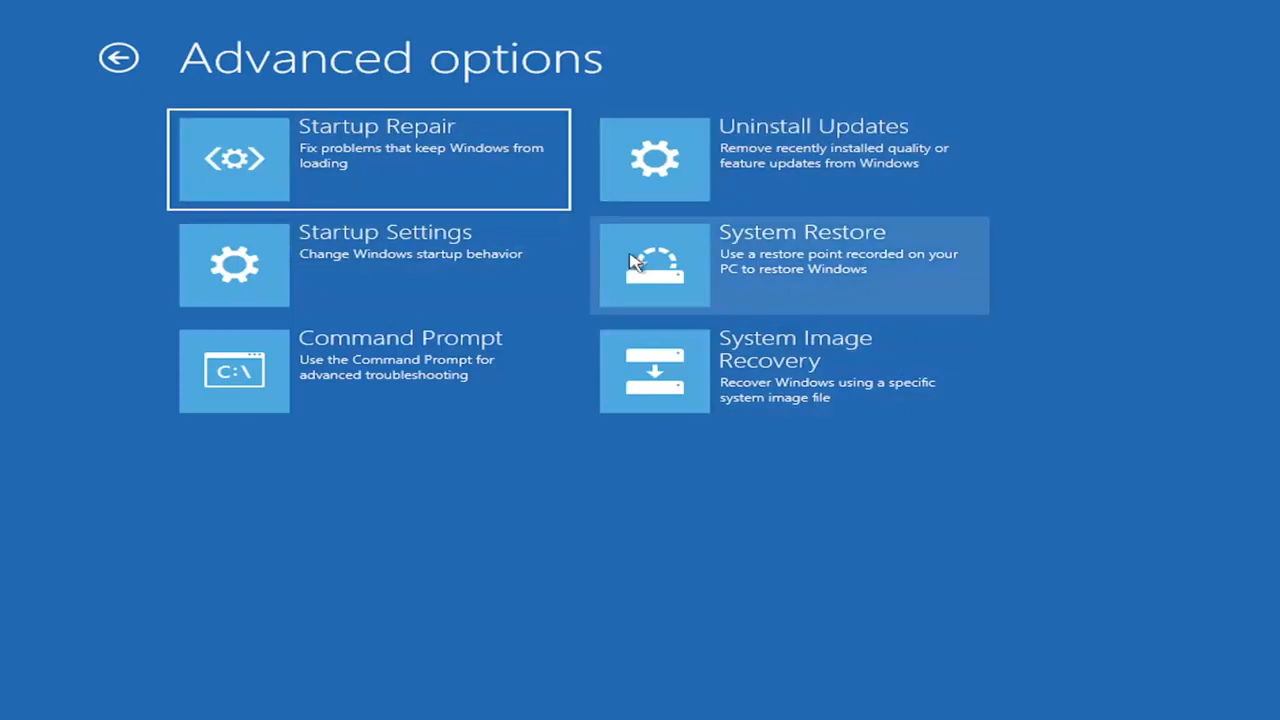 Advanced options
Startup Repair
Fix problems that keep Windows from
loading
Uninstall Updates
Remove recently installed quality or
feature updates from Windows
Startup Settings
Change Windows startup behavior
System Restore
Use a restore point recorded on your
PC to restore Windows
C:\
Command Prompt
Use the Command Prompt for
advanced troubleshooting
System Image
Recovery
Recover Windows using a specific
system image file